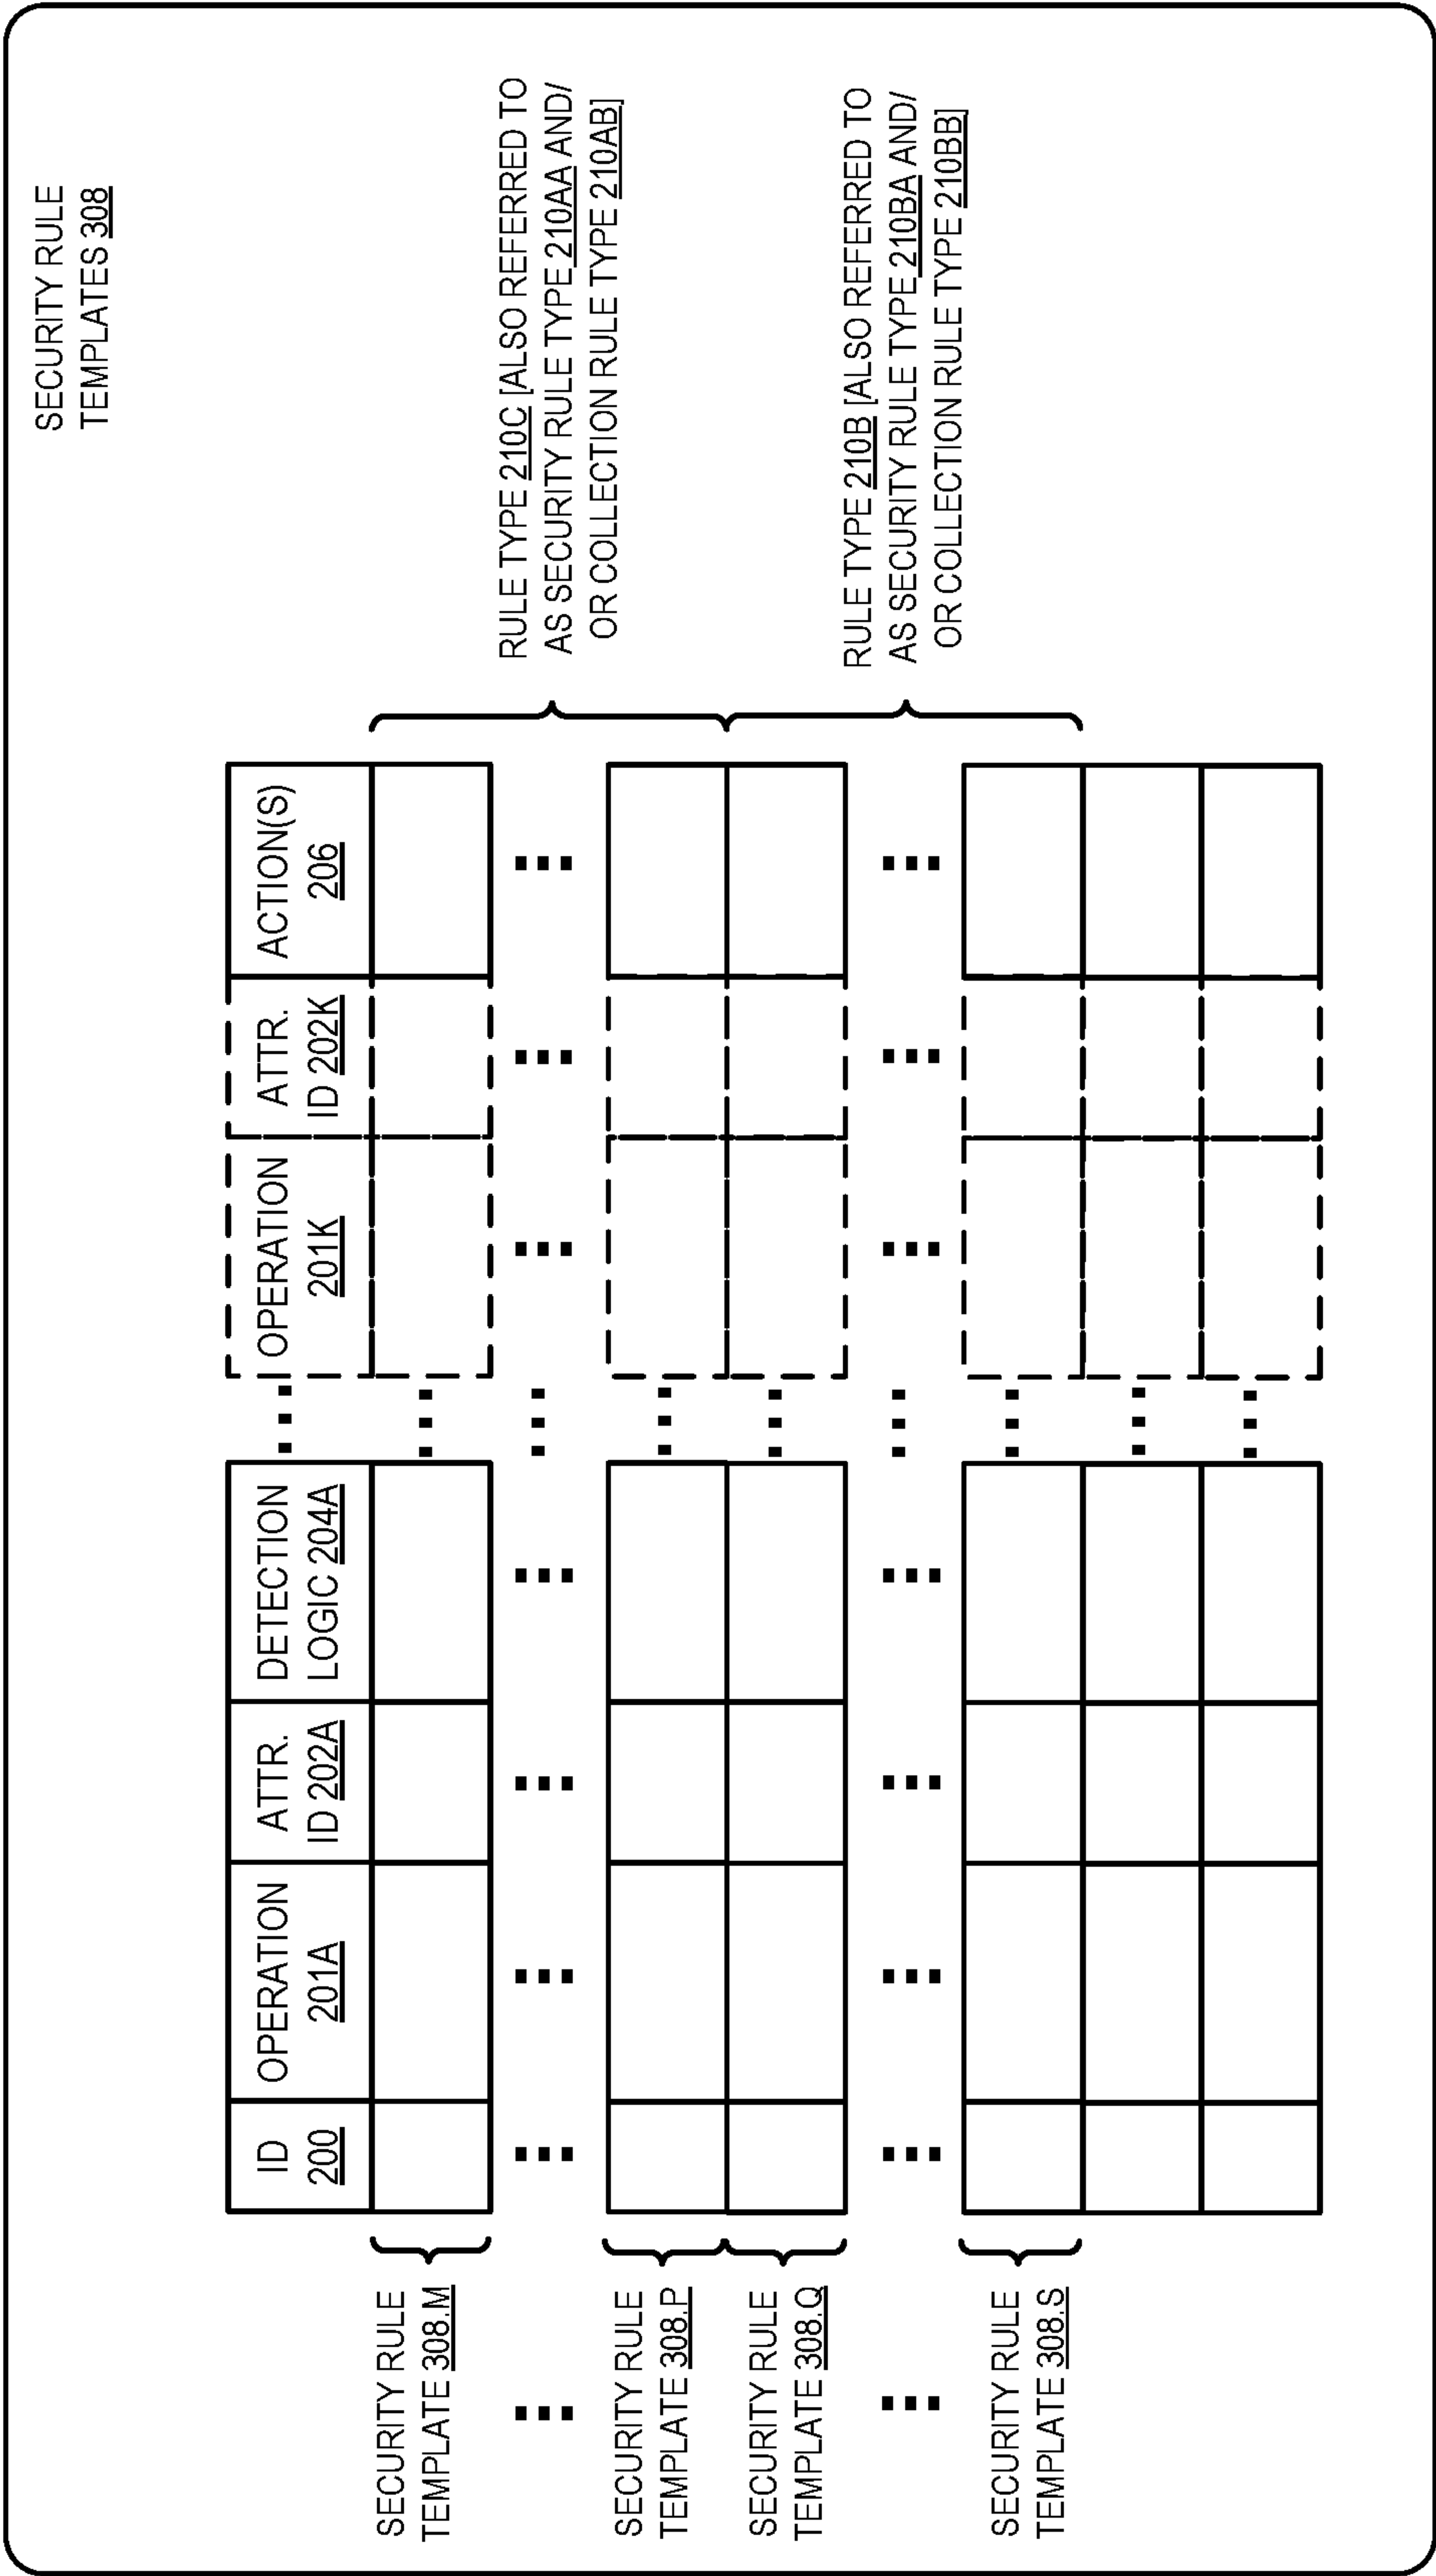 SECURITY RULE
TEMPLATES 308
ID
200
OPERATION
201A
ATTR.
ID 202A
DETECTION
LOGIC 204A
OPERATION
201K
ATTR.
ID 202K
ACTION(S)
206
SECURITY RULE
TEMPLATE 308.M
SECURITY RULE
TEMPLATE 308.P
SECURITY RULE
TEMPLATE 308.Q
SECURITY RULE
TEMPLATE 308.S
RULE TYPE 210C [ALSO REFERRED TO
AS SECURITY RULE TYPE 210AA AND/
OR COLLECTION RULE TYPE 210AB]
RULE TYPE 210B [ALSO REFERRED TO
AS SECURITY RULE TYPE 210BA AND/
OR COLLECTION RULE TYPE 210BB]